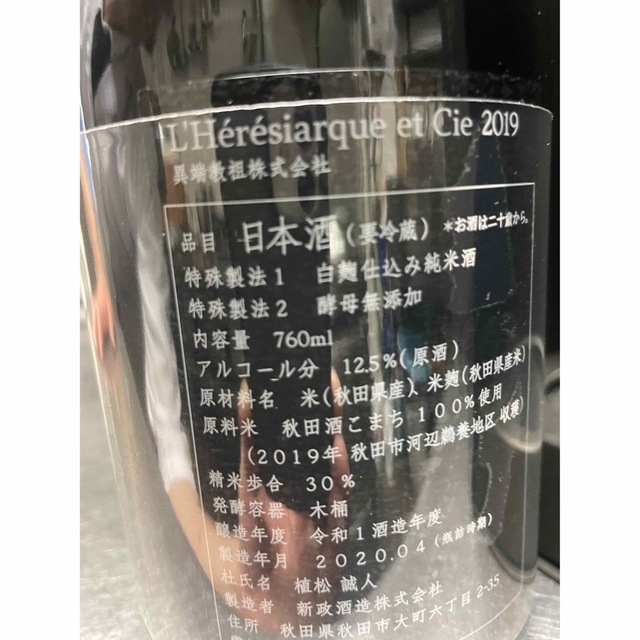 L'Hérésiarque et Cie 2019
異端教祖株式会社
品目 日本酒(要冷蔵) *お酒は二十歳から。
特殊製法1 白麹仕込み純米酒
特殊製法2 酵母無添加
内容量 760ml
アルコール分 12.5%(原酒)
原材料名 米(秋田県産)、米麹(秋田県産米)
原料米 秋田酒こまち 100%使用
(2019年 秋田市河辺鵜養地区 収穫)
精米歩合 30%
発酵容器 木桶
醸造年度 令和1酒造年度
製造年月 2020.04 (瓶詰時期)
杜氏名 植松 誠人
製造者 新政酒造株式会社
住所 秋田県秋田市大町六丁目2-35